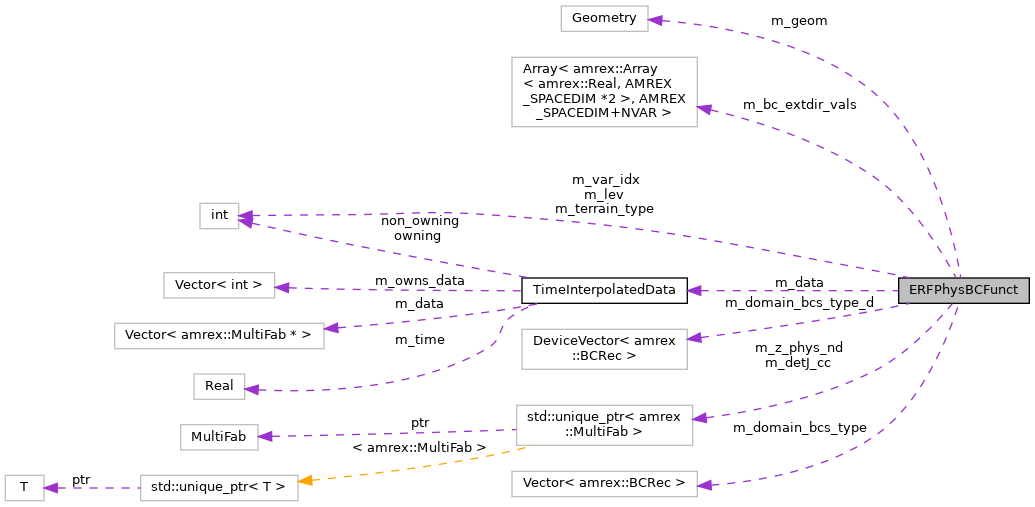 Geometry
m_geom
Array< amrex::Array
< amrex::Real, AMREX
_SPACEDIM *2 >, AMREX
_SPACEDIM+NVAR >
m_bc_extdir_vals
m_var_idx
m_lev
m_terrain_type
int
non_owning
owning
Vector< int >
m_owns_data
TimeInterpolatedData
m_data
ERFPhysBCFunct
m_data
m_domain_bcs_type_d
Vector< amrex::MultiFab * >
m_time
DeviceVector< amrex
::BCRec >
m_z_phys_nd
m_detJ_cc
Real
std::unique_ptr< amrex
::MultiFab >
ptr
MultiFab
m_domain_bcs_type
< amrex::MultiFab >
T
ptr
std::unique_ptr< T >
Vector< amrex::BCRec >